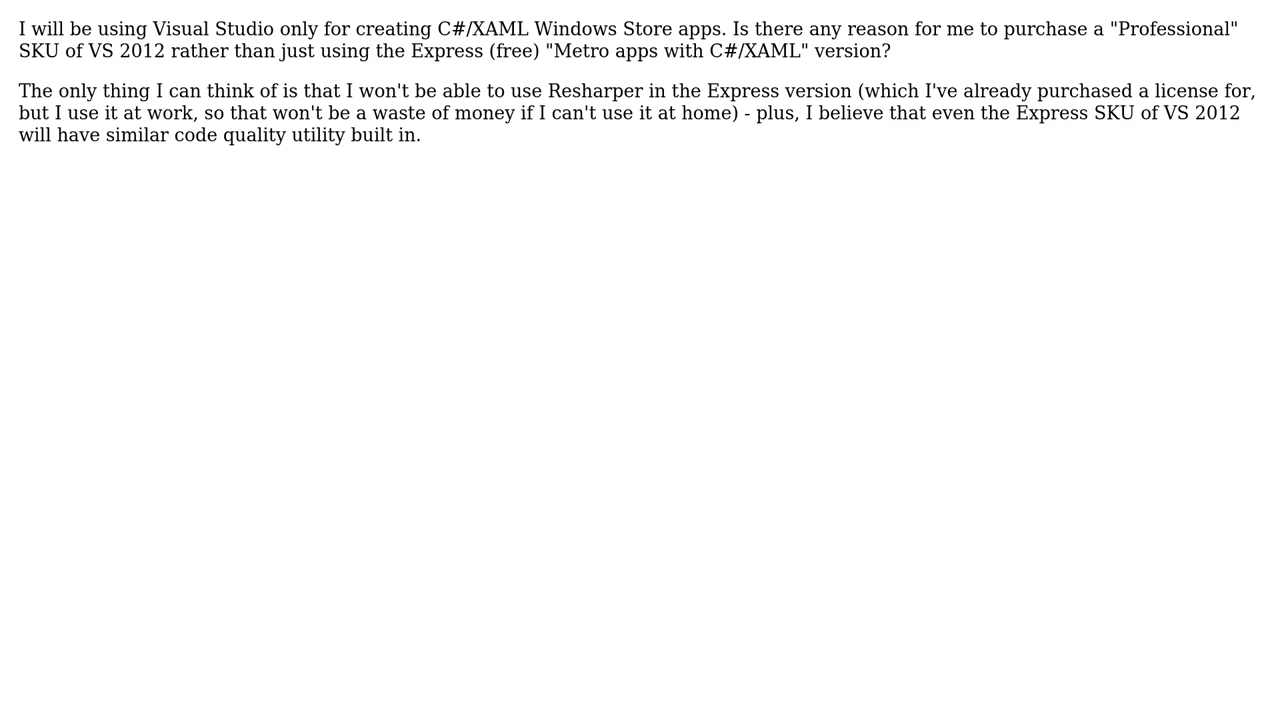 I will be using Visual Studio only for creating C#/XAML Windows Store apps. Is there any reason for me to purchase a "Professional"
SKU of VS 2012 rather than just using the Express (free) "Metro apps with C#/XAML" version?
The only thing I can think of is that I won't be able to use Resharper in the Express version (which I've already purchased a license for,
but I use it at work, so that won't be a waste of money if I can't use it at home) - plus, I believe that even the Express SKU of VS 2012
will have similar code quality utility built in.